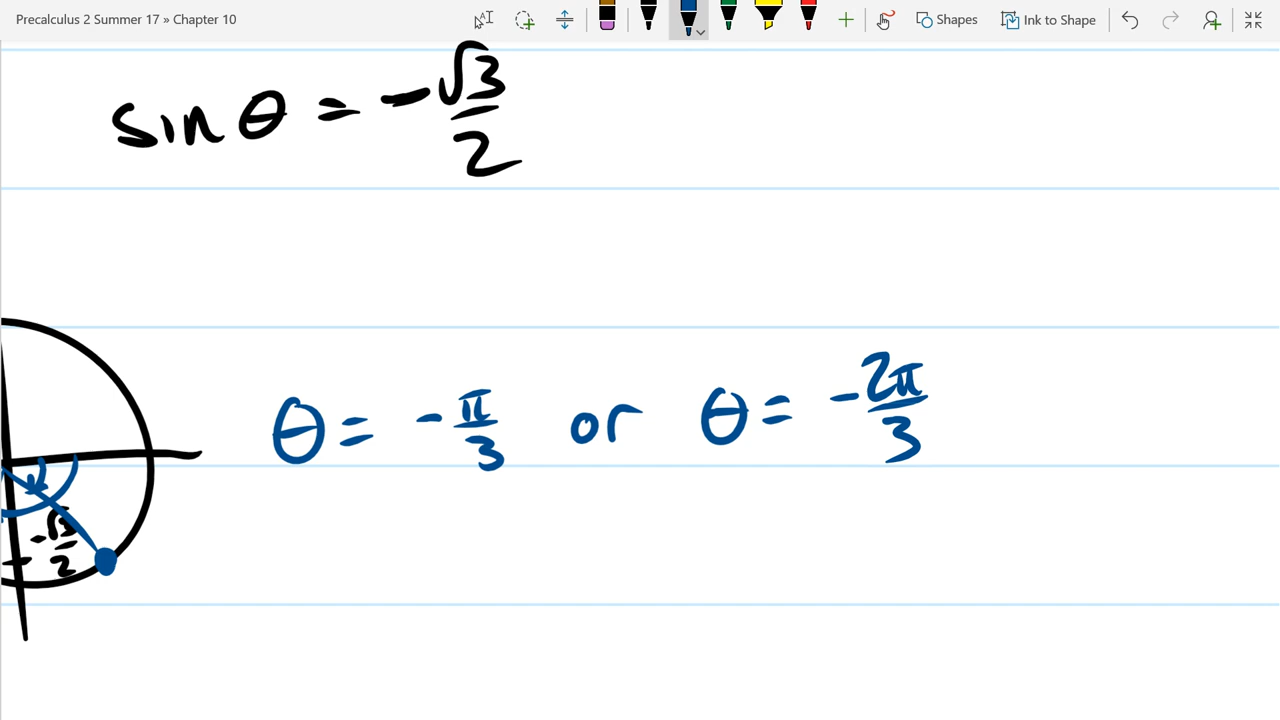 Precalculus 2 Summer 17 » Chapter 10
Shapes
Ink to Shape
sin θ = -√3/2
θ = -π/3 or θ = -2π/3
-√3/2